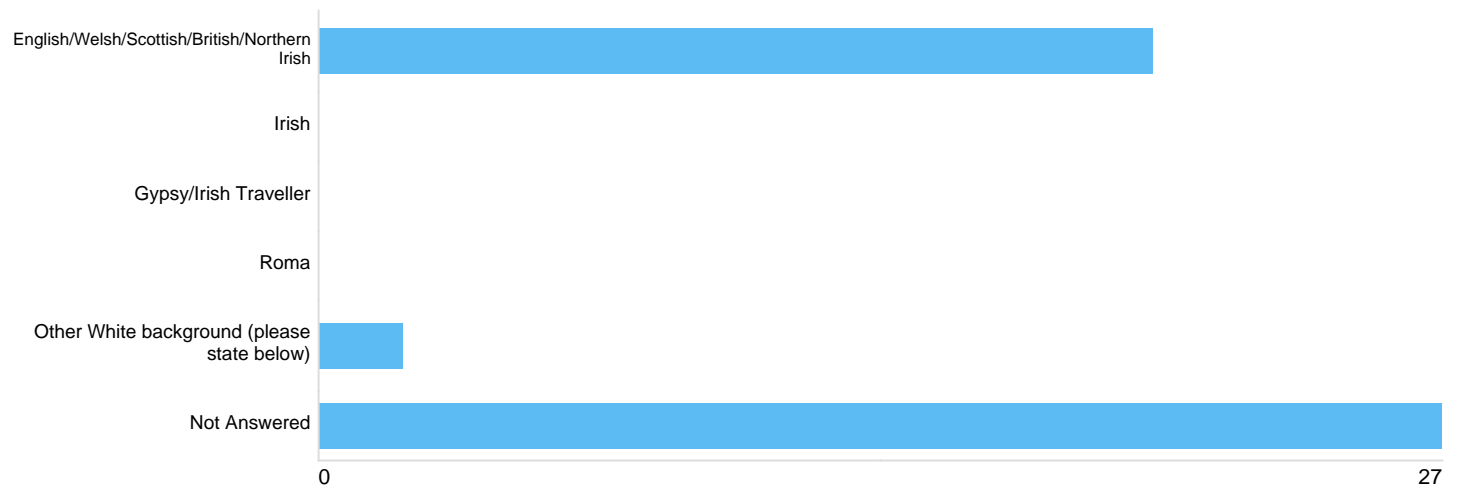 English/Welsh/Scottish/British/Northern
Irish
Irish
Gypsy/Irish Traveller
Roma
Other White background (please
state below)
Not Answered
0
27